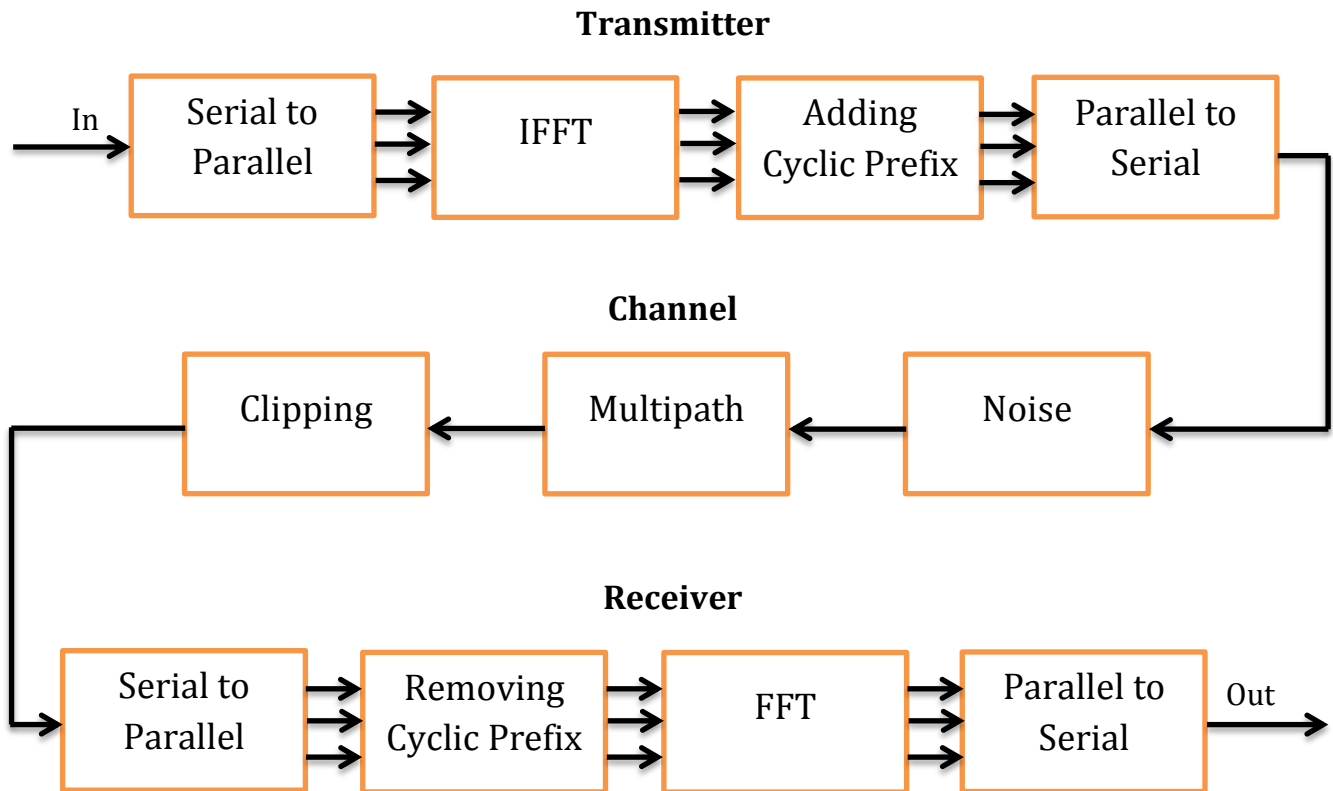 Transmitter
In
Serial to
Parallel
IFFT
Adding
Cyclic Prefix
Parallel to
Serial
Channel
Clipping
Multipath
Noise
Receiver
Serial to
Parallel
Removing
Cyclic Prefix
FFT
Parallel to
Serial
Out